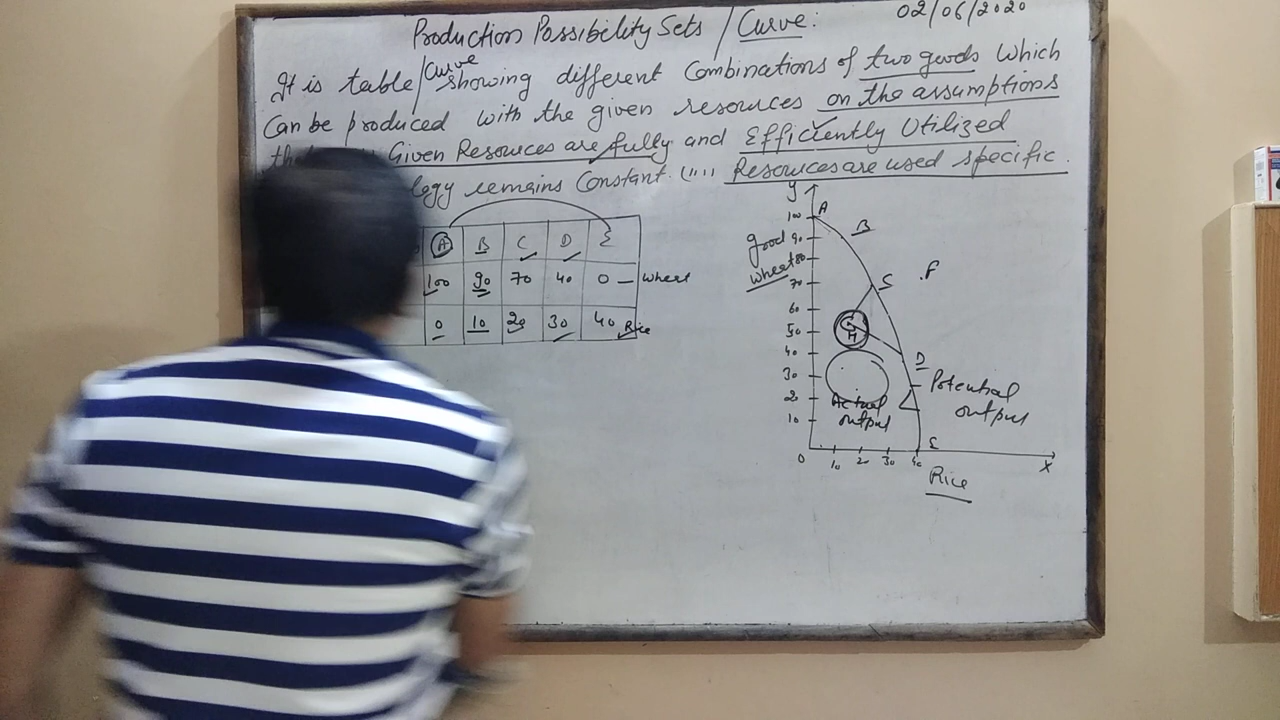 Production Possibility Sets / Curve: 02/06/2020
It is table/Curve showing different Combinations of two goods which
Can be produced with the given resources on the assumptions
Given Resources are fully and Efficiently Utilized
logy remains Constant. ("") Resources are used specific.
A B C D E
100 90 70 40 0 — Wheat
0 10 20 30 40 Rice
y
100 A
good 90 B
wheat 80 .F
70 C
60
50 G H
40 D
30 Potential
20 Actual output
10 output
E
0 10 20 30 40 X
Rice